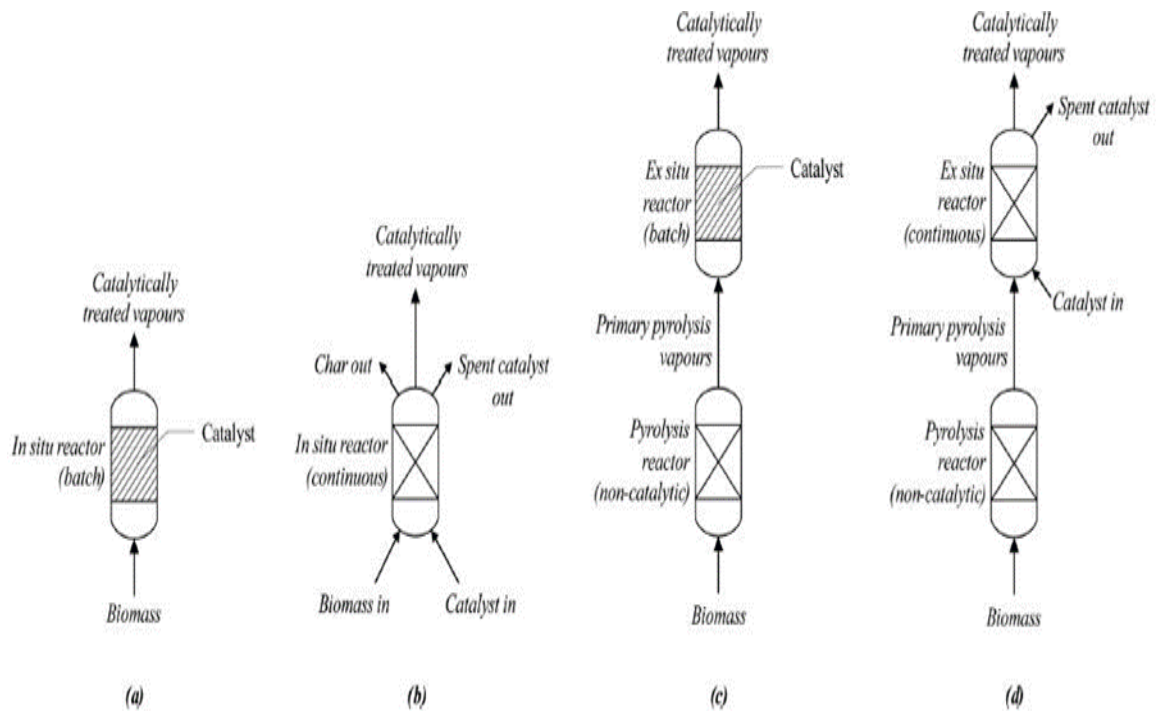 Catalytically
treated vapours
In situ reactor
(batch)
Catalyst
Biomass
(a)
Catalytically
treated vapours
Char out
Spent catalyst
out
In situ reactor
(continuous)
Biomass in
Catalyst in
(b)
Catalytically
treated vapours
Ex situ
reactor
(batch)
Catalyst
Primary pyrolysis
vapours
Pyrolysis
reactor
(non-catalytic)
Biomass
(c)
Catalytically
treated vapours
Spent catalyst
out
Ex situ
reactor
(continuous)
Catalyst in
Primary pyrolysis
vapours
Pyrolysis
reactor
(non-catalytic)
Biomass
(d)